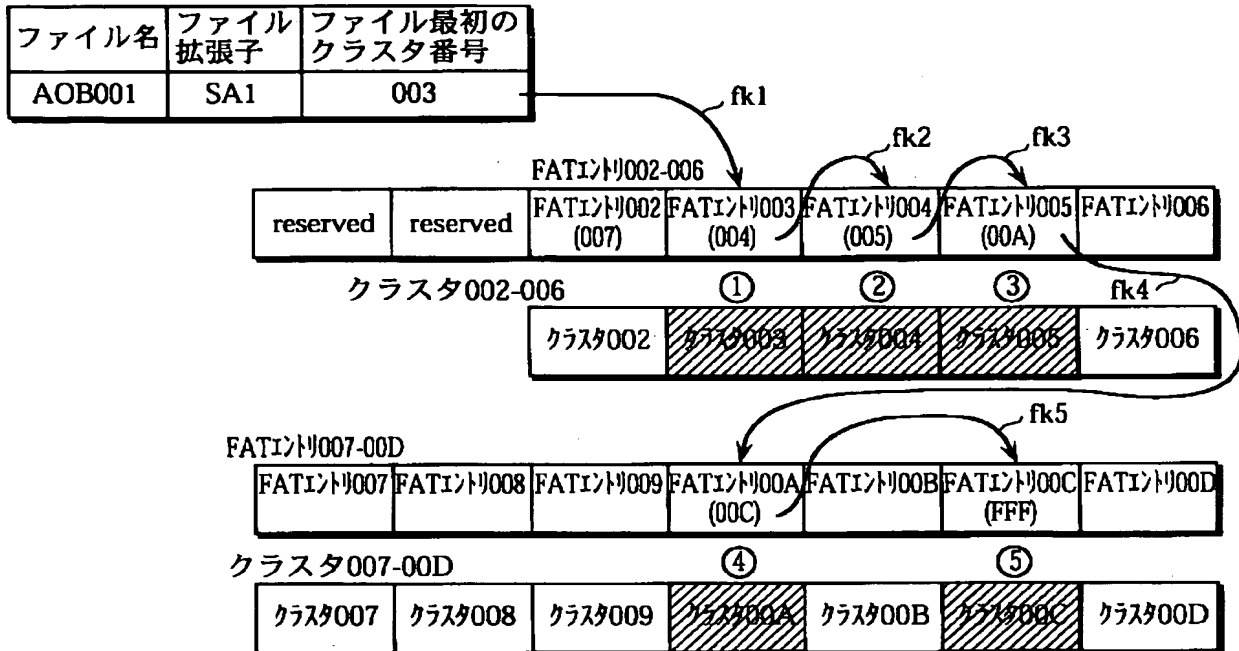 ファイル名
ファイル
拡張子
ファイル最初の
クラスタ番号
AOB001
SA1
003
fk1
fk2
fk3
FATエントリ002-006
reserved
reserved
FATエントリ002
(007)
FATエントリ003
(004)
FATエントリ004
(005)
FATエントリ005
(00A)
FATエントリ006
クラスタ002-006
①
②
③
fk4
クラスタ002
クラスタ003
クラスタ004
クラスタ005
クラスタ006
fk5
FATエントリ007-00D
FATエントリ007
FATエントリ008
FATエントリ009
FATエントリ00A
(00C)
FATエントリ00B
FATエントリ00C
(FFF)
FATエントリ00D
クラスタ007-00D
④
⑤
クラスタ007
クラスタ008
クラスタ009
クラスタ00A
クラスタ00B
クラスタ00C
クラスタ00D